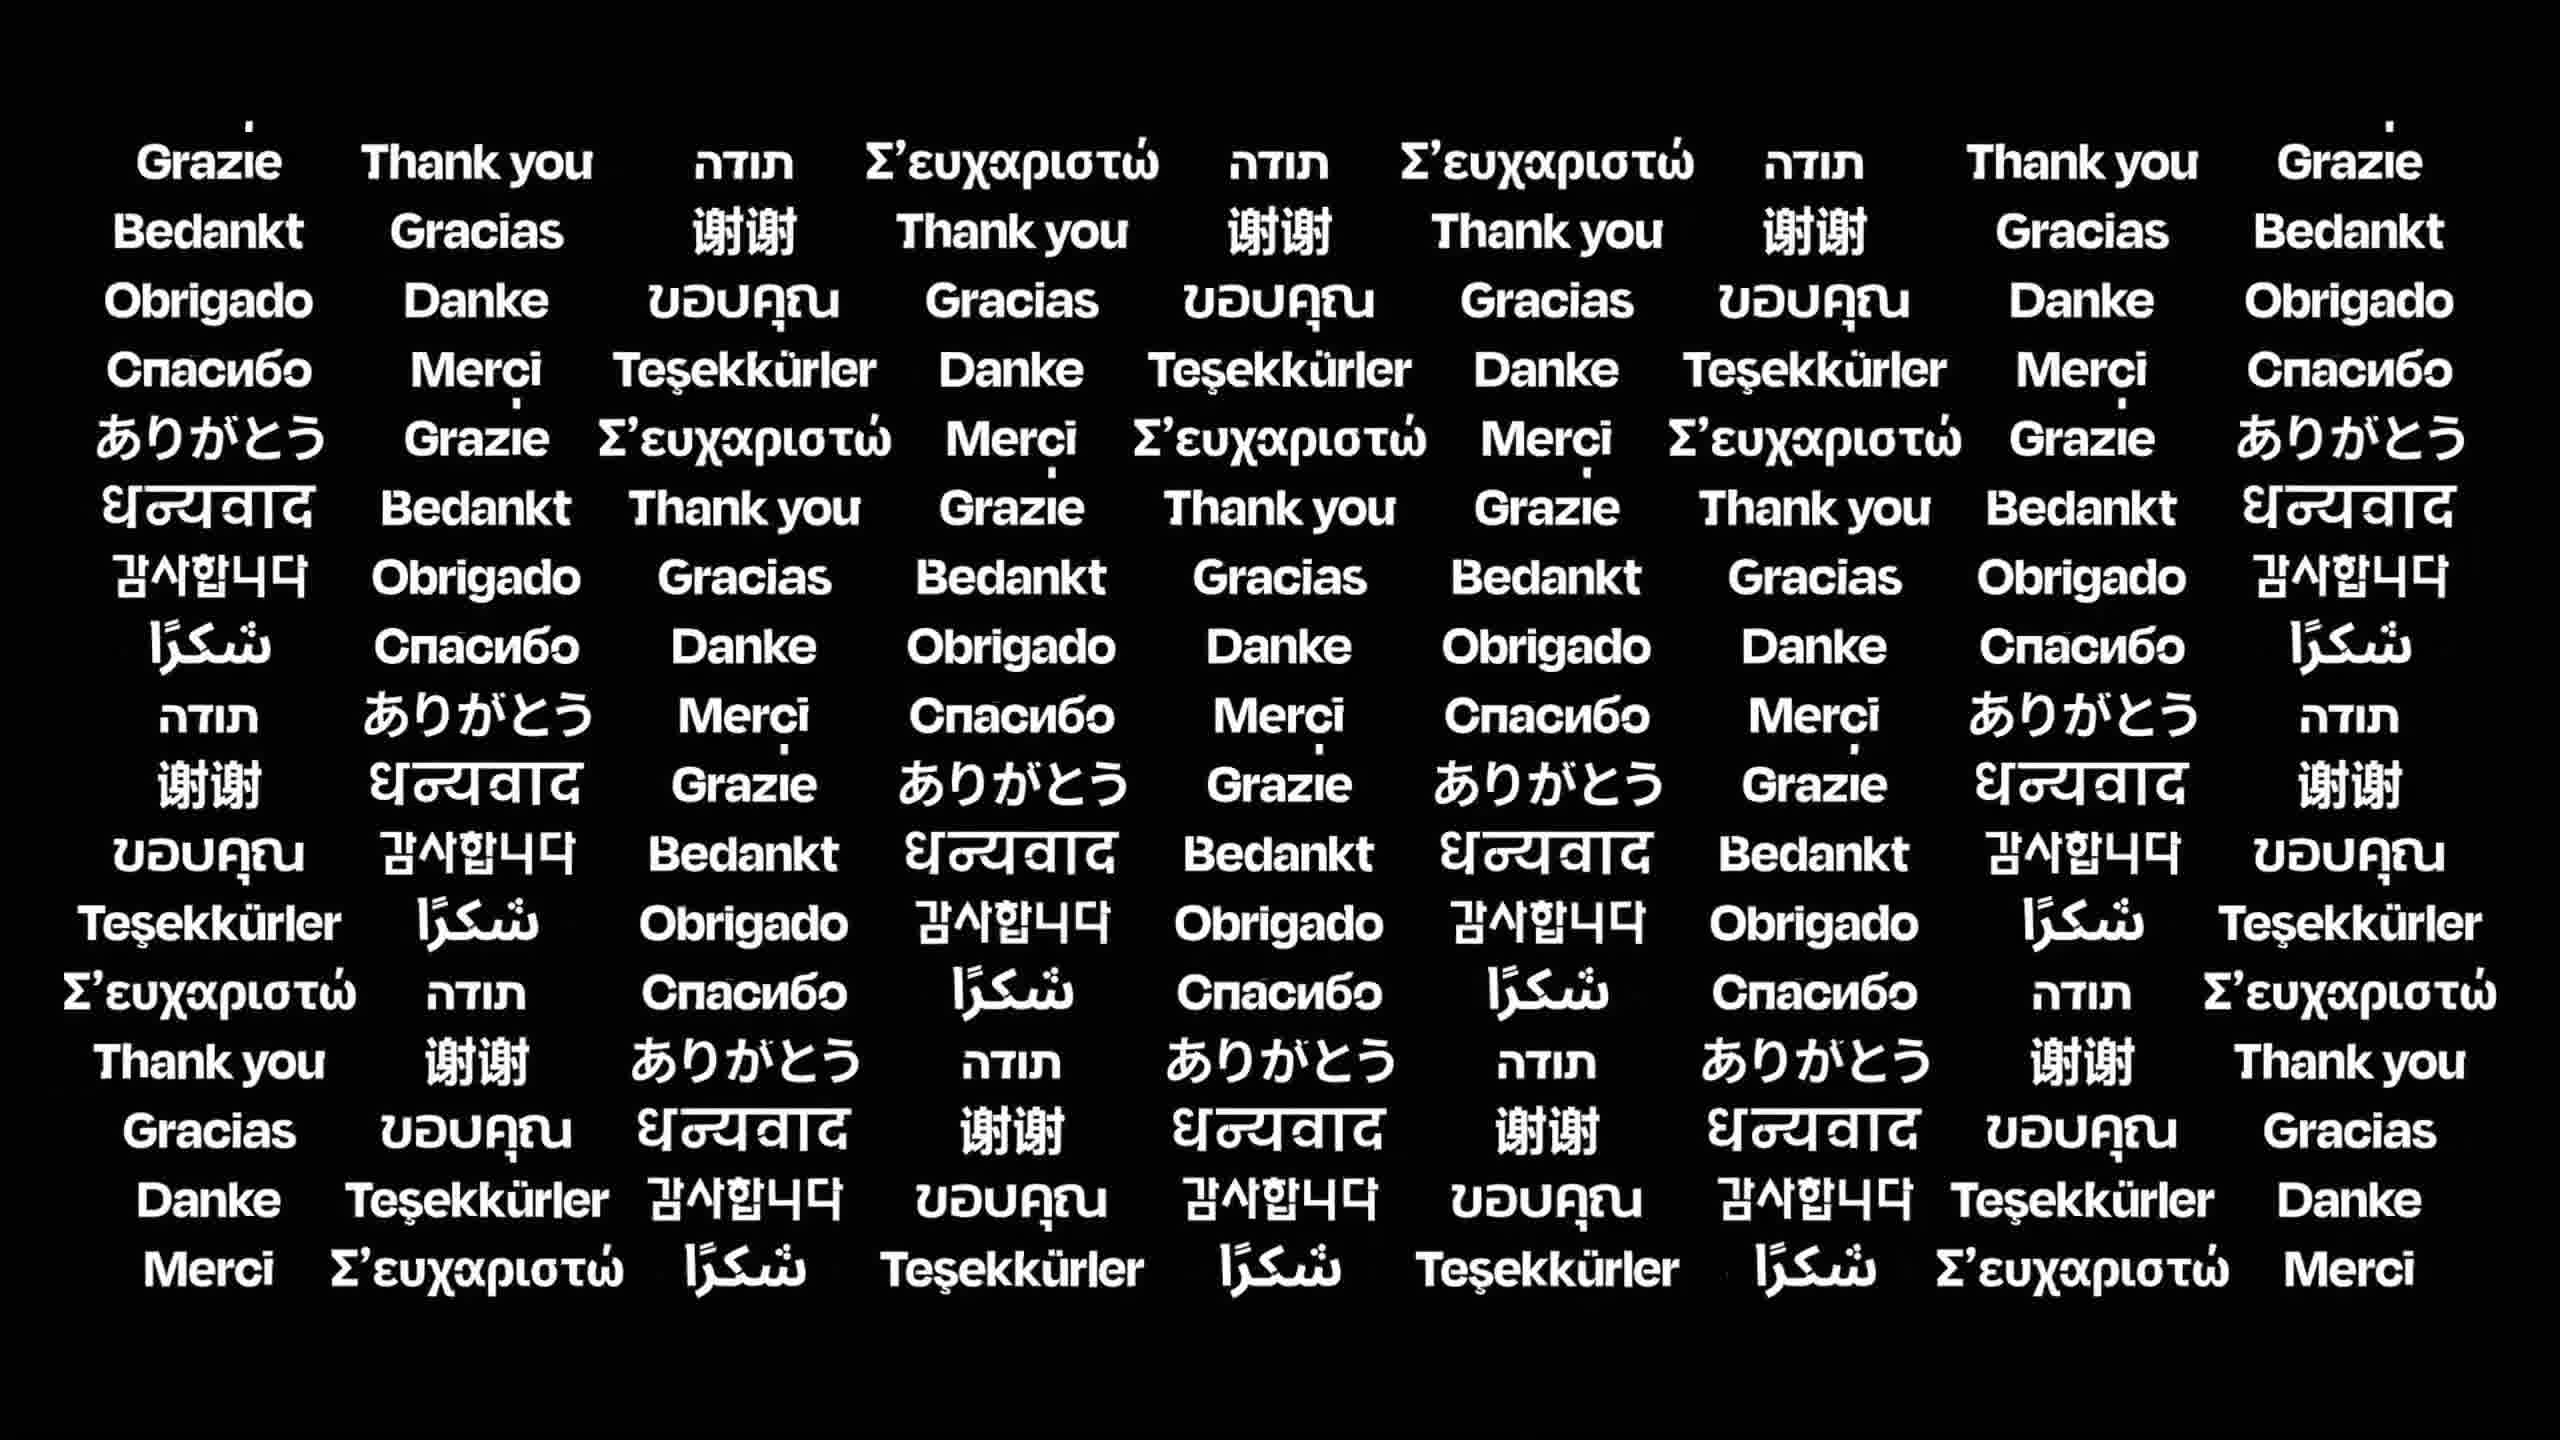 Grazie Thank you תודה Σ’ευχαριστώ תודה Σ’ευχαριστώ תודה Thank you Grazie
Bedankt Gracias 谢谢 Thank you 谢谢 Thank you 谢谢 Gracias Bedankt
Obrigado Danke ขอบคุณ Gracias ขอบคุณ Gracias ขอบคุณ Danke Obrigado
Спасибо Merci Teşekkürler Danke Teşekkürler Danke Teşekkürler Merci Спасибо
ありがとう Grazie Σ’ευχαριστώ Merci Σ’ευχαριστώ Merci Σ’ευχαριστώ Grazie ありがとう
धन्यवाद Bedankt Thank you Grazie Thank you Grazie Thank you Bedankt धन्यवाद
감사합니다 Obrigado Gracias Bedankt Gracias Bedankt Gracias Obrigado 감사합니다
شكرًا Спасибо Danke Obrigado Danke Obrigado Danke Спасибо شكرًا
תודה ありがとう Merci Спасибо Merci Спасибо Merci ありがとう תודה
谢谢 धन्यवाद Grazie ありがとう Grazie ありがとう Grazie धन्यवाद 谢谢
ขอบคุณ 감사합니다 Bedankt धन्यवाद Bedankt धन्यवाद Bedankt 감사합니다 ขอบคุณ
Teşekkürler شكرًا Obrigado 감사합니다 Obrigado 감사합니다 Obrigado شكرًا Teşekkürler
Σ’ευχαριστώ תודה Спасибо شكرًا Спасибо شكرًا Спасибо תודה Σ’ευχαριστώ
Thank you 谢谢 ありがとう תודה ありがとう תודה ありがとう 谢谢 Thank you
Gracias ขอบคุณ धन्यवाद 谢谢 धन्यवाद 谢谢 धन्यवाद ขอบคุณ Gracias
Danke Teşekkürler 감사합니다 ขอบคุณ 감사합니다 ขอบคุณ 감사합니다 Teşekkürler Danke
Merci Σ’ευχαριστώ شكرًا Teşekkürler شكرًا Teşekkürler شكرًا Σ’ευχαριστώ Merci